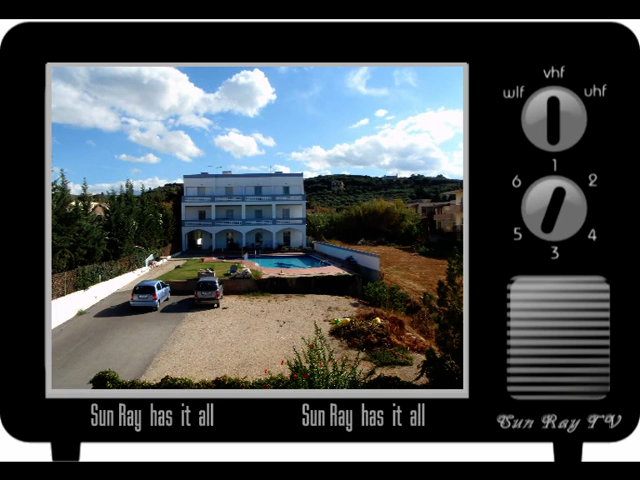 vhf
wlf uhf
1
6 2
5 4
3
Sun Ray has it all Sun Ray has it all
Sun Ray TV